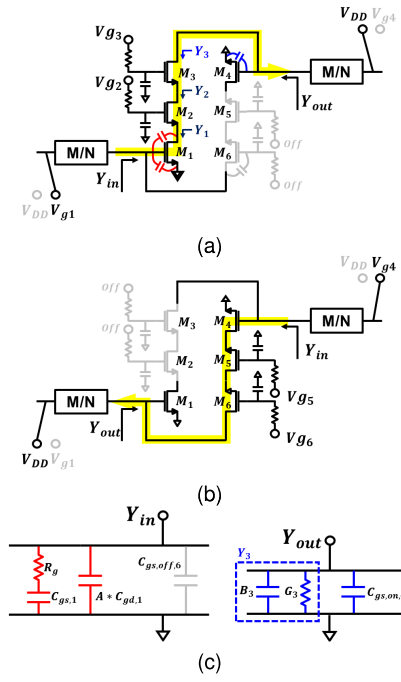 Vg3
Y3
M3
M4
VDD
Vg4
M/N
Vg2
Y2
M2
M5
Yout
off
Y1
M/N
M1
M6
Yin
off
VDD Vg1
(a)
off
M3
M4
VDD
Vg4
M/N
off
M2
M5
Yin
M/N
M1
M6
Vg5
Yout
Vg6
VDD
Vg1
(b)
Yin
Rg
Cgs,1
A * Cgd,1
Cgs,off,6
Y3
Yout
B3
G3
Cgs,on,
(c)